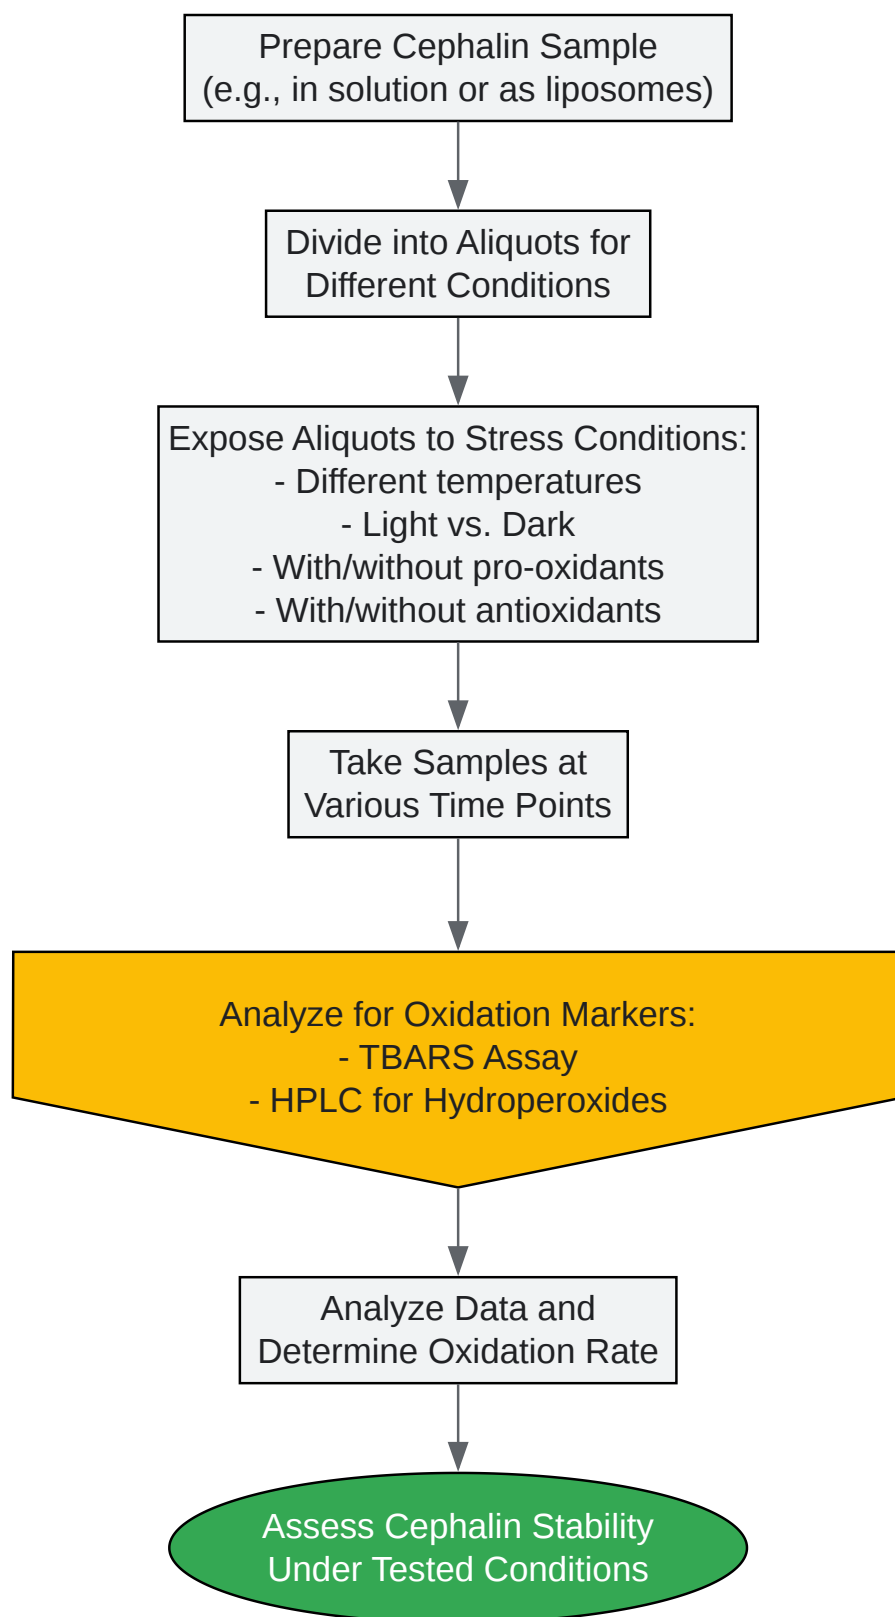 Prepare Cephalin Sample
(e.g., in solution or as liposomes)
Divide into Aliquots for
Different Conditions
Expose Aliquots to Stress Conditions:
- Different temperatures
- Light vs. Dark
- With/without pro-oxidants
- With/without antioxidants
Take Samples at
Various Time Points
Analyze for Oxidation Markers:
- TBARS Assay
- HPLC for Hydroperoxides
Analyze Data and
Determine Oxidation Rate
Assess Cephalin Stability
Under Tested Conditions